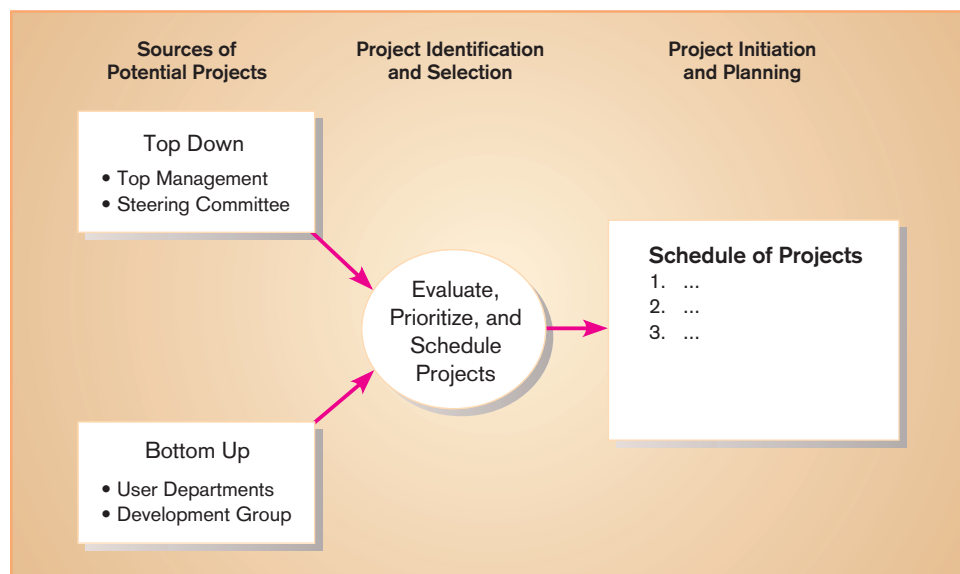 Sources of
Potential Projects
Project Identification
and Selection
Project Initiation
and Planning
Top Down
• Top Management
• Steering Committee
Evaluate,
Prioritize, and
Schedule
Projects
Schedule of Projects
1. ...
2. ...
3. ...
Bottom Up
• User Departments
• Development Group